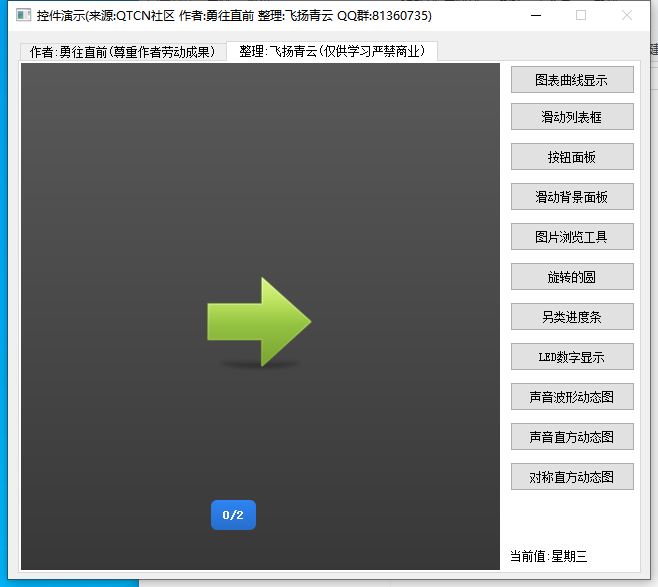 控件演示(来源:QTCN社区 作者:勇往直前 整理:飞扬青云 QQ群:81360735)
作者:勇往直前(尊重作者劳动成果)
整理:飞扬青云(仅供学习严禁商业)
图表曲线显示
滑动列表框
按钮面板
滑动背景面板
图片浏览工具
旋转的圆
另类进度条
LED数字显示
声音波形动态图
声音直方动态图
对称直方动态图
0/2
当前值:星期三